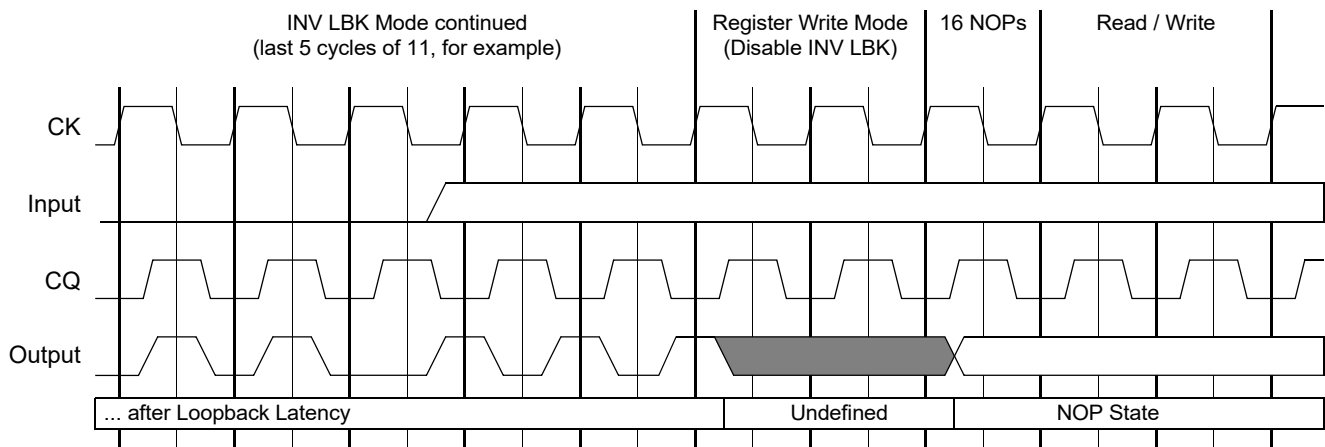 INV LBK Mode continued
(last 5 cycles of 11, for example)
Register Write Mode
(Disable INV LBK)
16 NOPs
Read / Write
CK
Input
CQ
Output
... after Loopback Latency
Undefined
NOP State